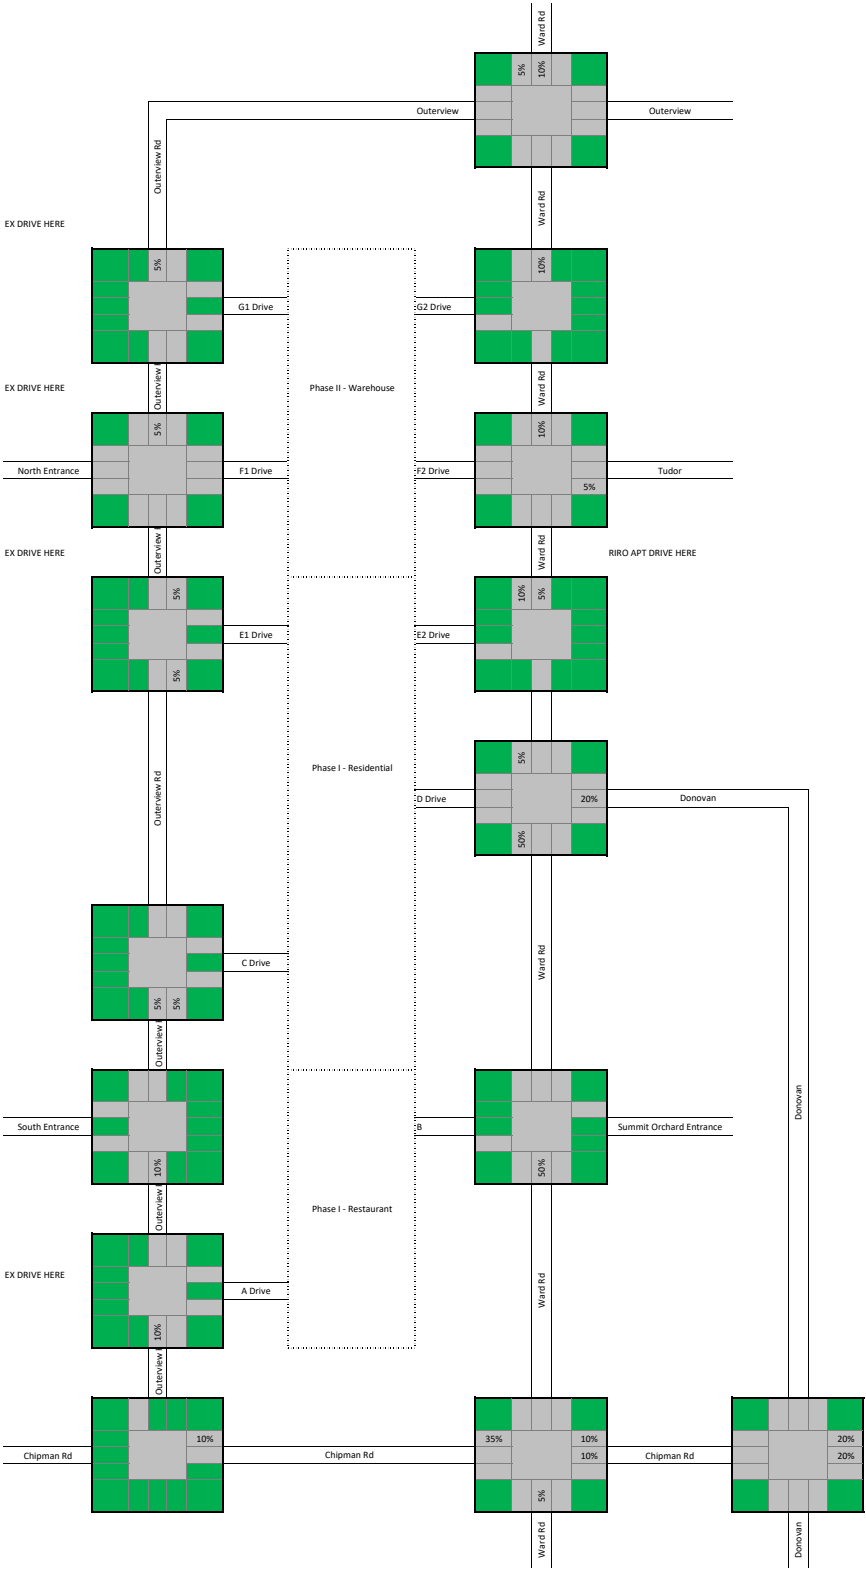 Ward Rd
5% 10%
Outerview
Outerview
Outerview Rd
Ward Rd
EX DRIVE HERE
5%
10%
G1 Drive
G2 Drive
Outerview
Ward Rd
EX DRIVE HERE
Phase II - Warehouse
5%
10%
North Entrance
F1 Drive
F2 Drive
Tudor
5%
Outerview
Ward Rd
EX DRIVE HERE
RIRO APT DRIVE HERE
5%
10% 5%
E1 Drive
E2 Drive
5%
Outerview Rd
Phase I - Residential
5%
D Drive
20%
Donovan
50%
Ward Rd
C Drive
5% 5%
Outerview
South Entrance
B
Summit Orchard Entrance
Donovan
10%
50%
Outerview
Phase I - Restaurant
EX DRIVE HERE
A Drive
Ward Rd
10%
Outerview
10%
35%
10%
20%
Chipman Rd
Chipman Rd
10%
Chipman Rd
20%
5%
Ward Rd
Donovan